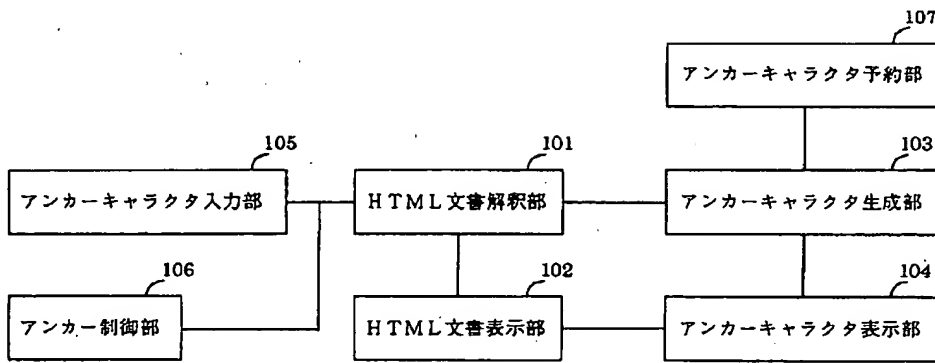 107
アンカーキャラクタ予約部
105
101
103
アンカーキャラクタ入力部
HTML文書解釈部
アンカーキャラクタ生成部
106
102
104
アンカー制御部
HTML文書表示部
アンカーキャラクタ表示部